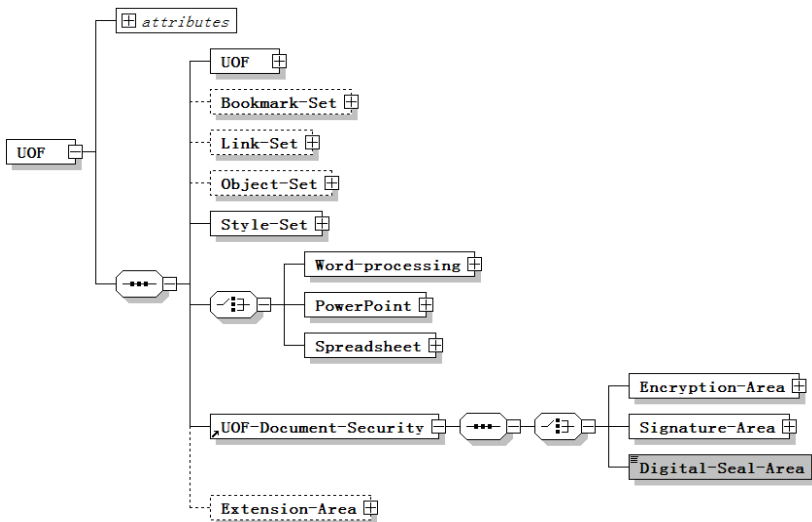 attributes
UOF
Bookmark-Set
UOF
Link-Set
Object-Set
Style-Set
Word-processing
PowerPoint
Spreadsheet
Encryption-Area
UOF-Document-Security
Signature-Area
Digital-Seal-Area
Extension-Area